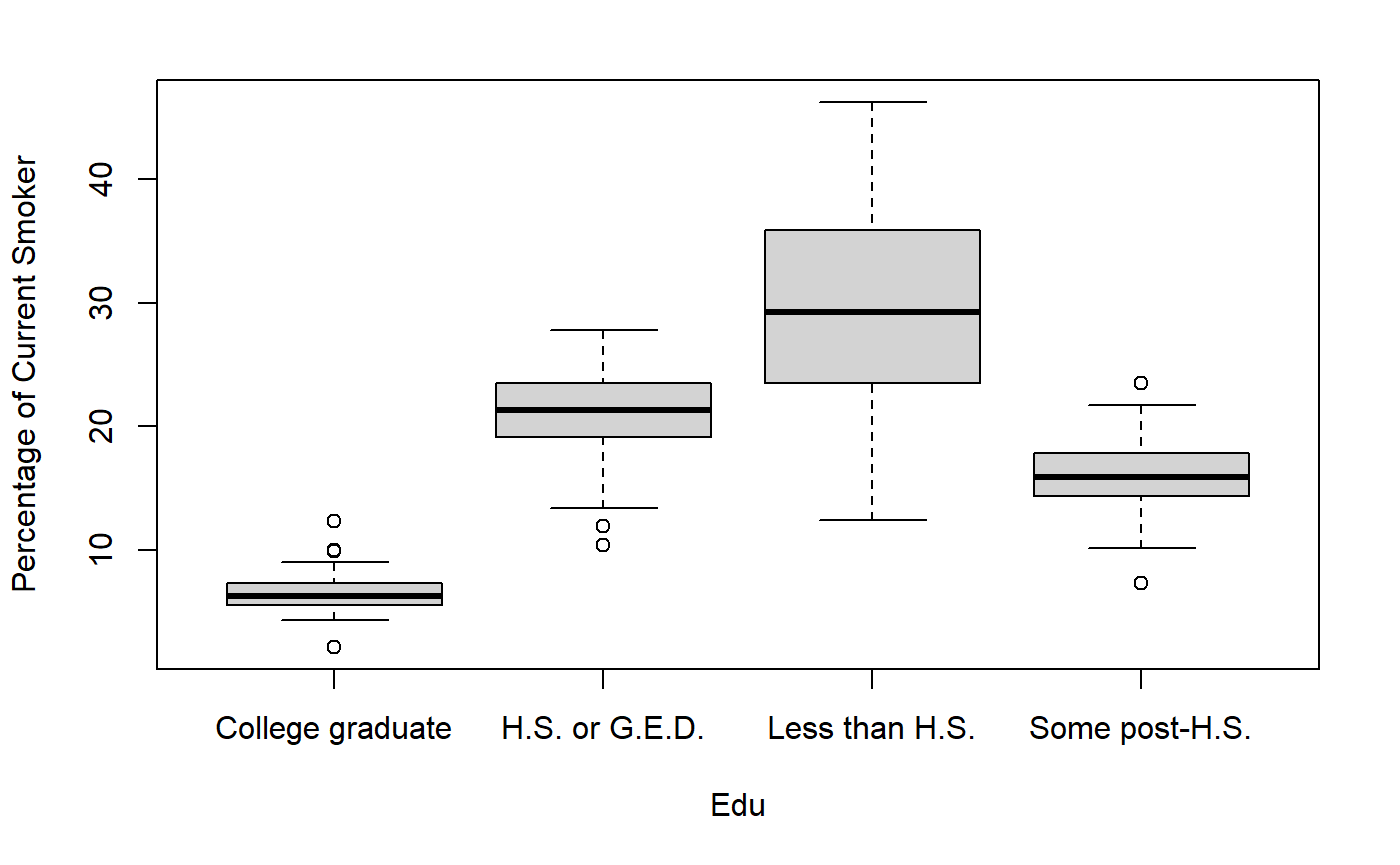 Percentage of Current Smoker
40
30
20
10
College graduate
H.S. or G.E.D.
Less than H.S.
Some post-H.S.
Edu